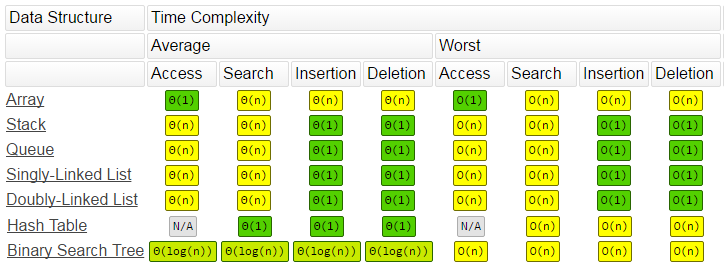 Data Structure Time Complexity
Average Worst
Access Search Insertion Deletion Access Search Insertion Deletion
Array Θ(1) Θ(n) Θ(n) Θ(n) O(1) O(n) O(n) O(n)
Stack Θ(n) Θ(n) Θ(1) Θ(1) O(n) O(n) O(1) O(1)
Queue Θ(n) Θ(n) Θ(1) Θ(1) O(n) O(n) O(1) O(1)
Singly-Linked List Θ(n) Θ(n) Θ(1) Θ(1) O(n) O(n) O(1) O(1)
Doubly-Linked List Θ(n) Θ(n) Θ(1) Θ(1) O(n) O(n) O(1) O(1)
Hash Table N/A Θ(1) Θ(1) Θ(1) N/A O(n) O(n) O(n)
Binary Search Tree Θ(log(n)) Θ(log(n)) Θ(log(n)) Θ(log(n)) O(n) O(n) O(n) O(n)